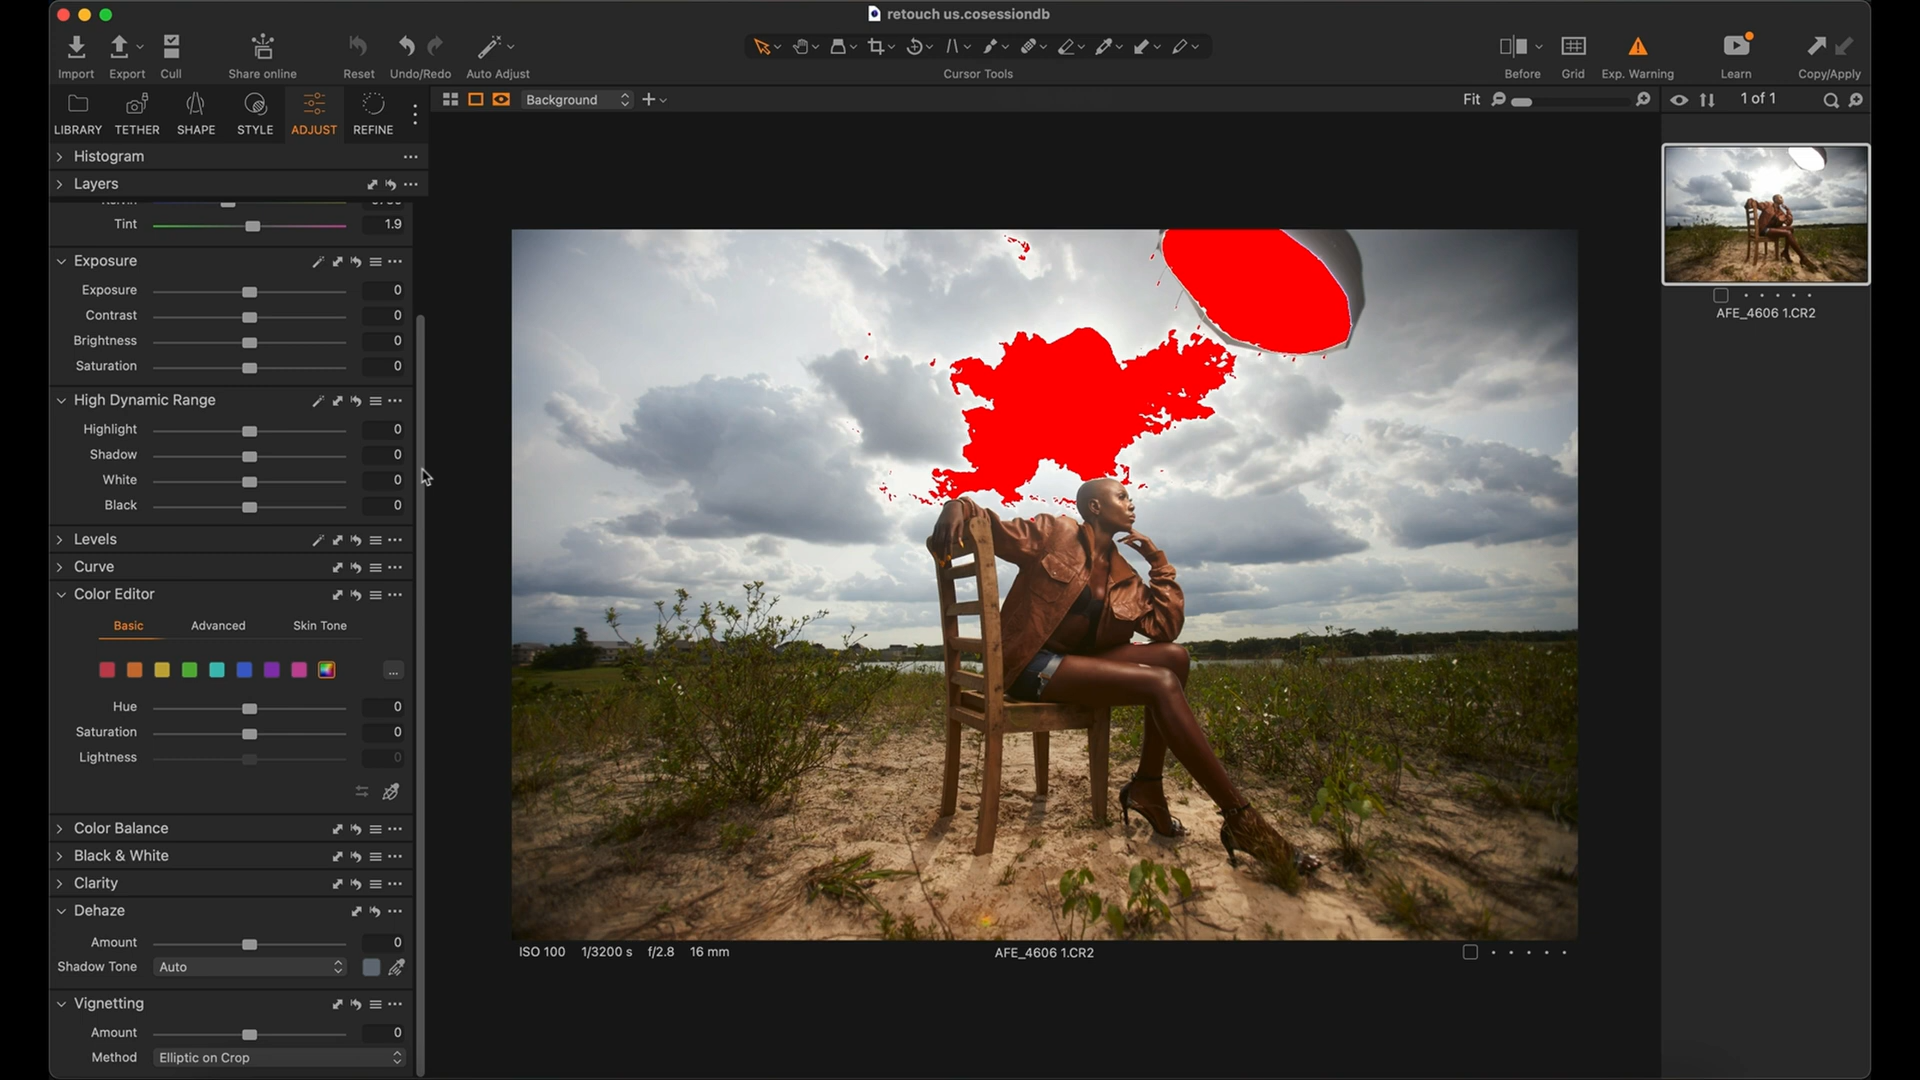 retouch us.cosessiondb
Import Export Cull Share online Reset Undo/Redo Auto Adjust Cursor Tools Before Grid Exp. Warning Learn Copy/Apply
LIBRARY TETHER SHAPE STYLE ADJUST REFINE
Background
Fit
1 of 1
Histogram
Layers
Tint 1.9
Exposure
Exposure 0
Contrast 0
Brightness 0
Saturation 0
High Dynamic Range
Highlight 0
Shadow 0
White 0
Black 0
Levels
Curve
Color Editor
Basic Advanced Skin Tone
...
Hue 0
Saturation 0
Lightness 0
Color Balance
Black & White
Clarity
Dehaze
Amount 0
Shadow Tone Auto
Vignetting
Amount 0
Method Elliptic on Crop
ISO 100 1/3200 s f/2.8 16 mm
AFE_4606 1.CR2
AFE_4606 1.CR2